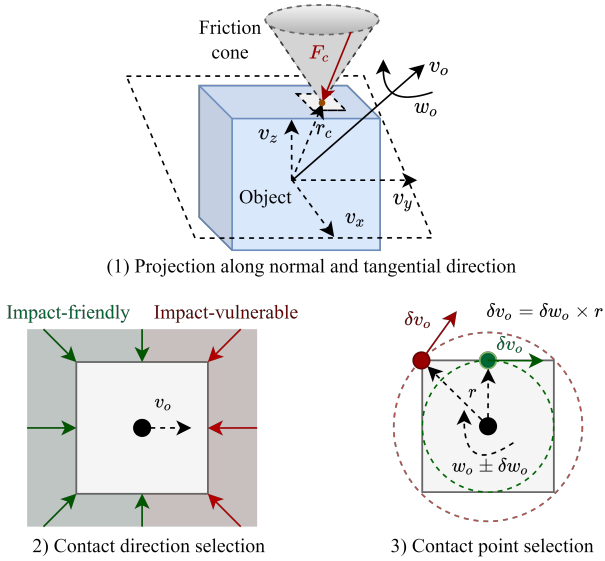 Friction
cone
F_c
v_o
w_o
v_z
r_c
Object
v_y
v_x
(1) Projection along normal and tangential direction
Impact-friendly
Impact-vulnerable
v_o
2) Contact direction selection
δv_o
δv_o = δw_o × r
δv_o
r
w_o ± δw_o
3) Contact point selection